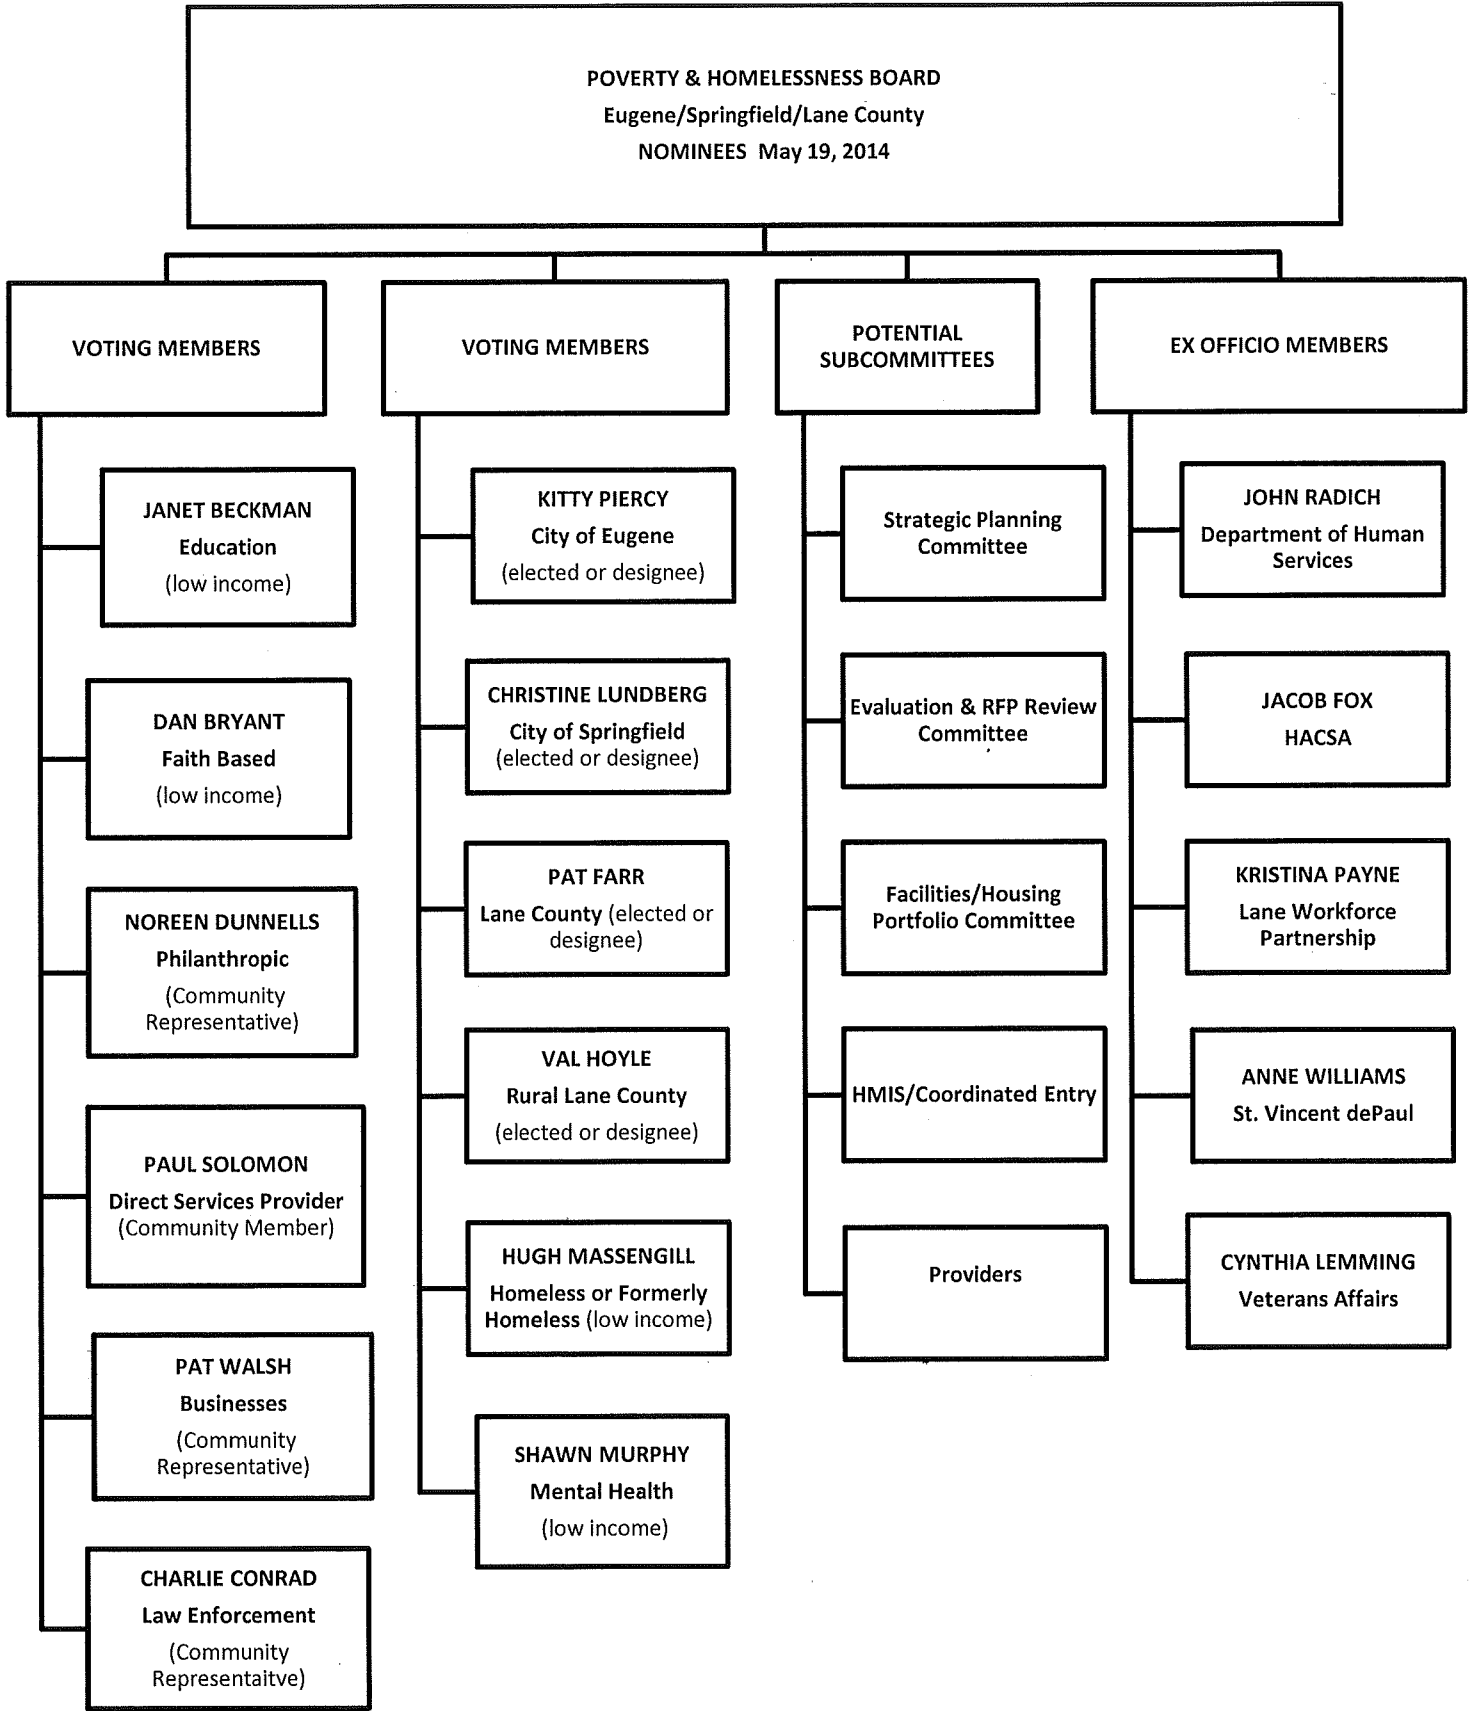 POVERTY & HOMELESSNESS BOARD
Eugene/Springfield/Lane County
NOMINEES May 19, 2014
VOTING MEMBERS
JANET BECKMAN
Education
(low income)
DAN BRYANT
Faith Based
(low income)
NOREEN DUNNELLS
Philanthropic
(Community
Representative)
PAUL SOLOMON
Direct Services Provider
(Community Member)
PAT WALSH
Businesses
(Community
Representative)
CHARLIE CONRAD
Law Enforcement
(Community
Representaitve)
VOTING MEMBERS
KITTY PIERCY
City of Eugene
(elected or designee)
CHRISTINE LUNDBERG
City of Springfield
(elected or designee)
PAT FARR
Lane County (elected or
designee)
VAL HOYLE
Rural Lane County
(elected or designee)
HUGH MASSENGILL
Homeless or Formerly
Homeless (low income)
SHAWN MURPHY
Mental Health
(low income)
POTENTIAL
SUBCOMMITTEES
Strategic Planning
Committee
Evaluation & RFP Review
Committee
Facilities/Housing
Portfolio Committee
HMIS/Coordinated Entry
Providers
EX OFFICIO MEMBERS
JOHN RADICH
Department of Human
Services
JACOB FOX
HACSA
KRISTINA PAYNE
Lane Workforce
Partnership
ANNE WILLIAMS
St. Vincent dePaul
CYNTHIA LEMMING
Veterans Affairs